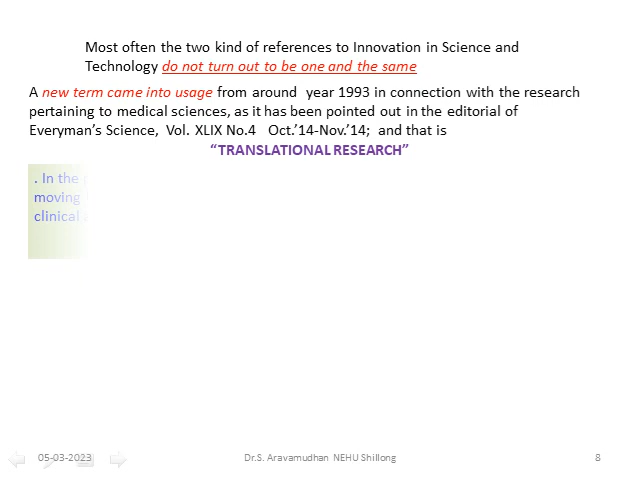 Most often the two kind of references to Innovation in Science and
Technology do not turn out to be one and the same
A new term came into usage from around  year 1993 in connection with the research
pertaining to medical sciences, as it has been pointed out in the editorial of
Everyman's Science,  Vol. XLIX No.4   Oct.'14-Nov.'14;  and that is
"TRANSLATIONAL RESEARCH"
. In the
moving
clinical
05-03-2023
Dr.S. Aravamudhan NEHU Shillong
8